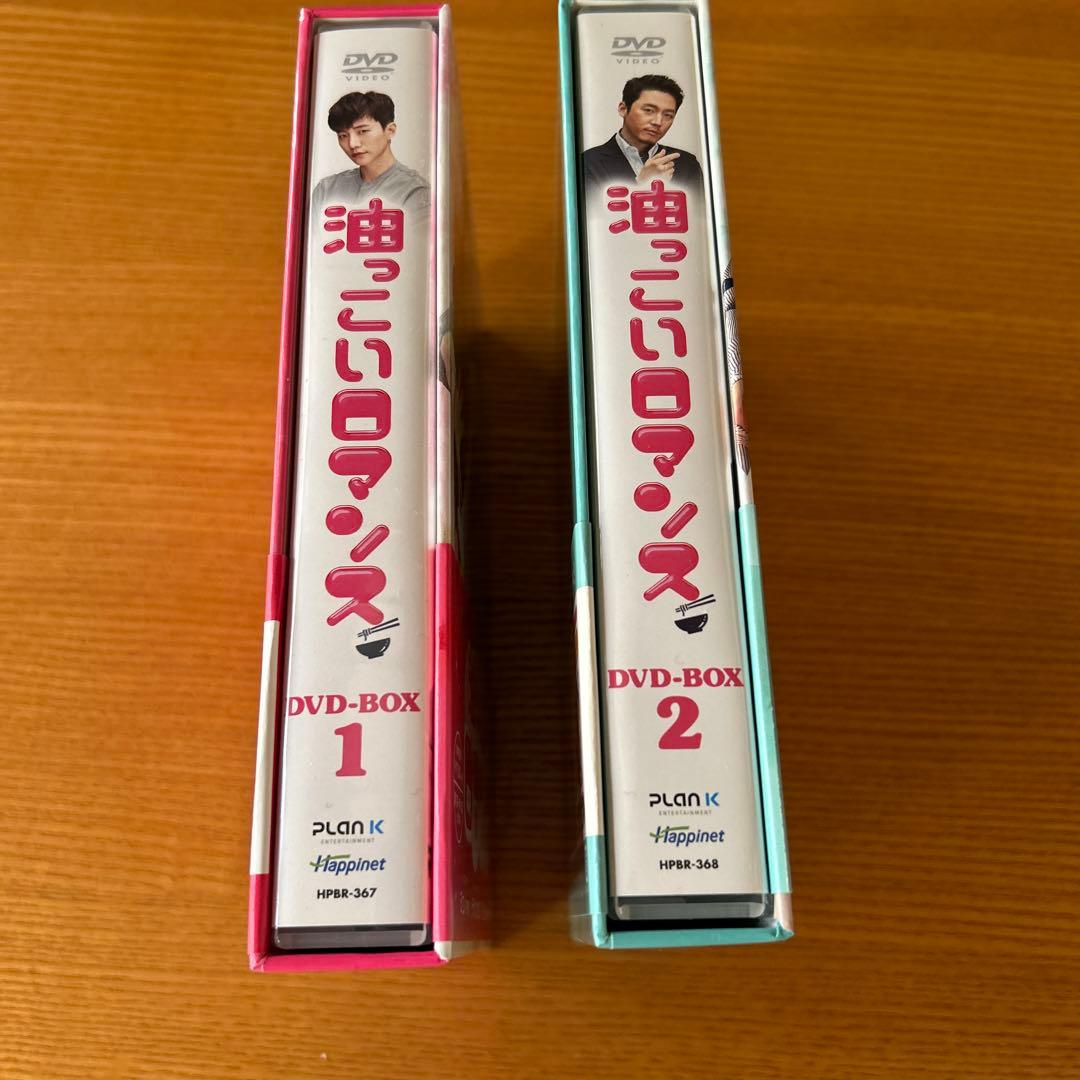 DVD
VIDEO
油っこいロマンス
DVD-BOX
1
PLAN K
ENTERTAINMENT
Happinet
HPBR-367
DVD
VIDEO
油っこいロマンス
DVD-BOX
2
PLAN K
ENTERTAINMENT
Happinet
HPBR-368